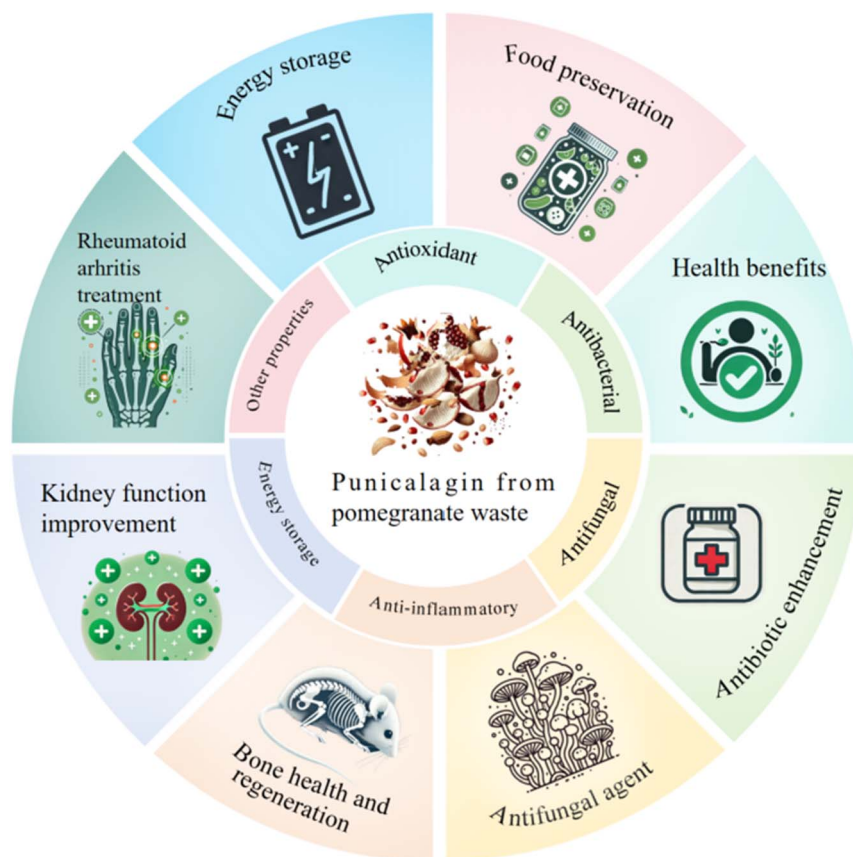 Energy storage
Food preservation
Rheumatoid
arhritis
treatment
Health benefits
Antioxidant
Other properties
Antibacterial
Punicalagin from
pomegranate waste
Energy storage
Antifungal
Anti-inflammatory
Kidney function
improvement
Antibiotic enhancement
Bone health and
regeneration
Antifungal agent